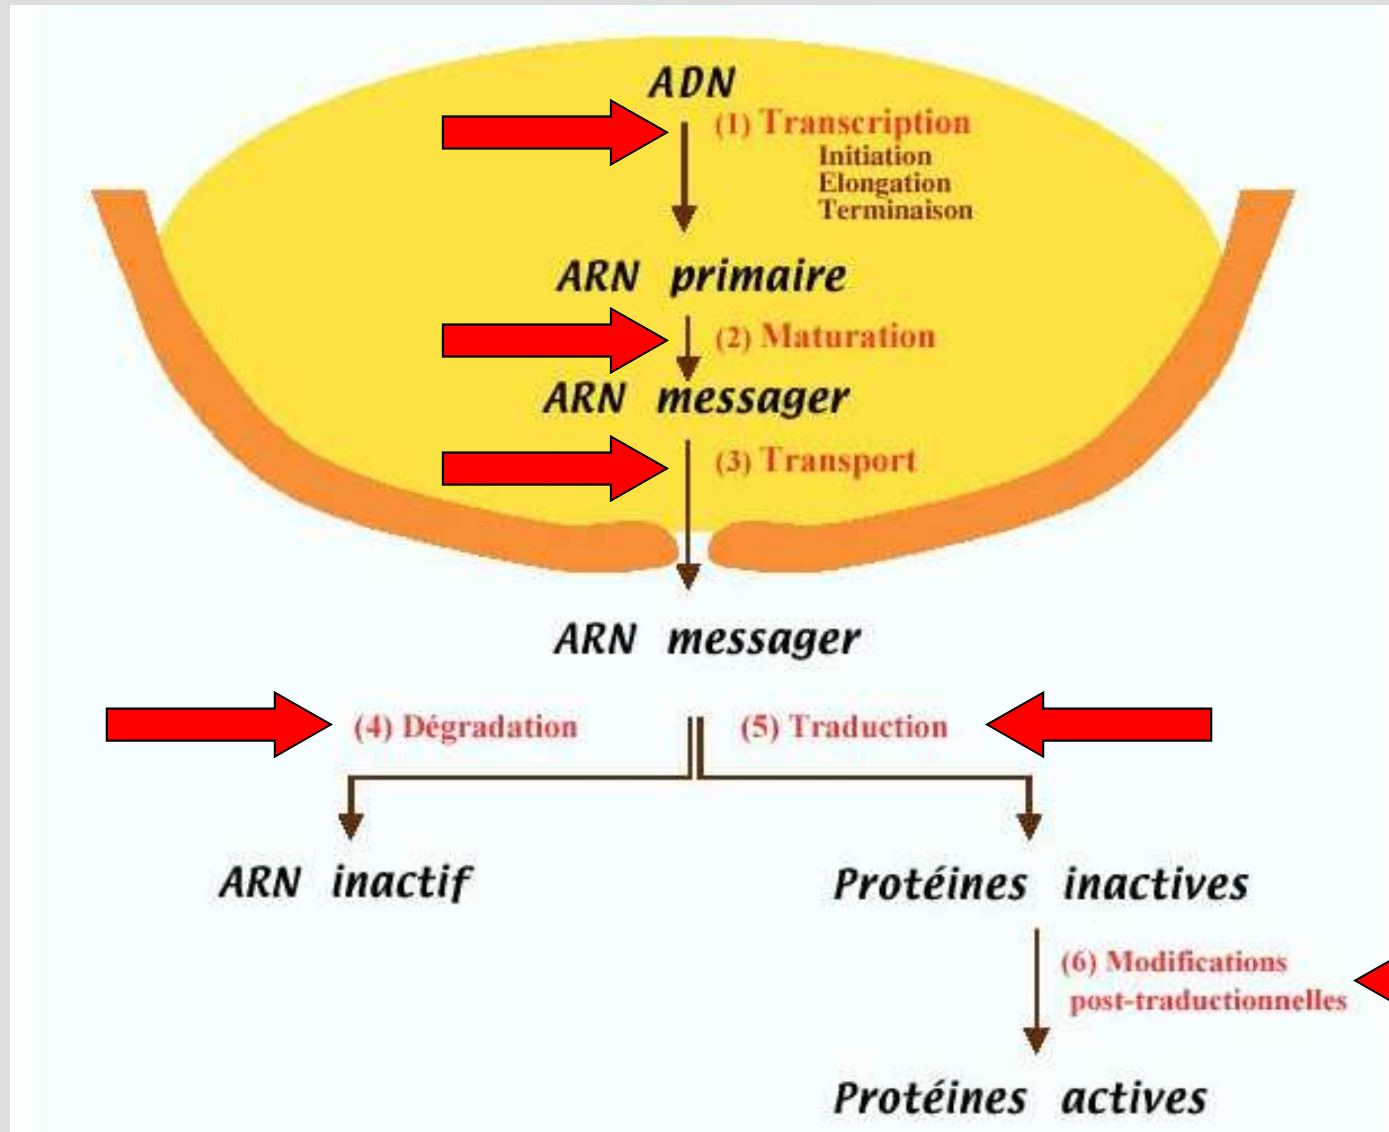 ADN
(1) Transcription
Initiation
Elongation
Terminaison
ARN primaire
(2) Maturation
ARN messager
(3) Transport
ARN messager
(4) Dégradation
(5) Traduction
ARN inactif
Protéines inactives
(6) Modifications
post-traductionnelles
Protéines actives